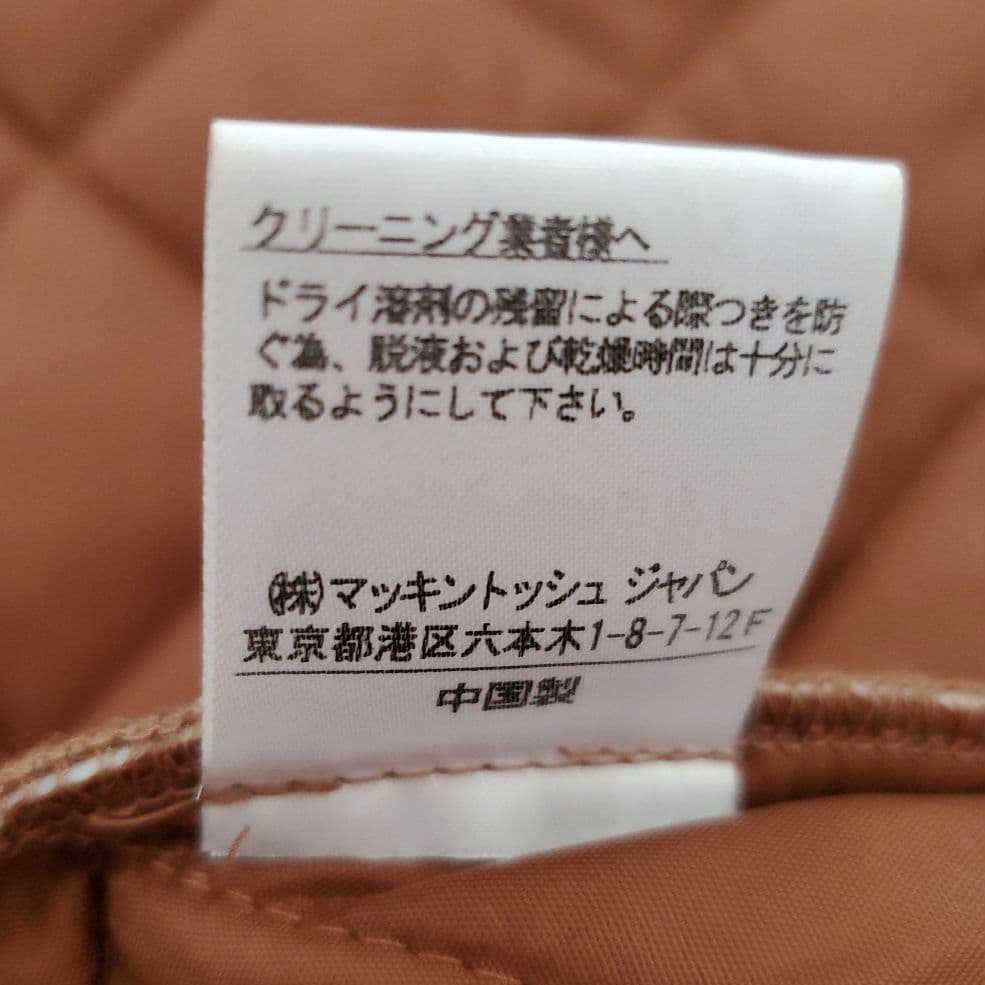 クリーニング業者様へ
ドライ溶剤の残留による際つきを防
ぐ為、脱液および乾燥時間は十分に
取るようにして下さい。
(株)マッキントッシュ ジャパン
東京都港区六本木1-8-7-12F
中国製